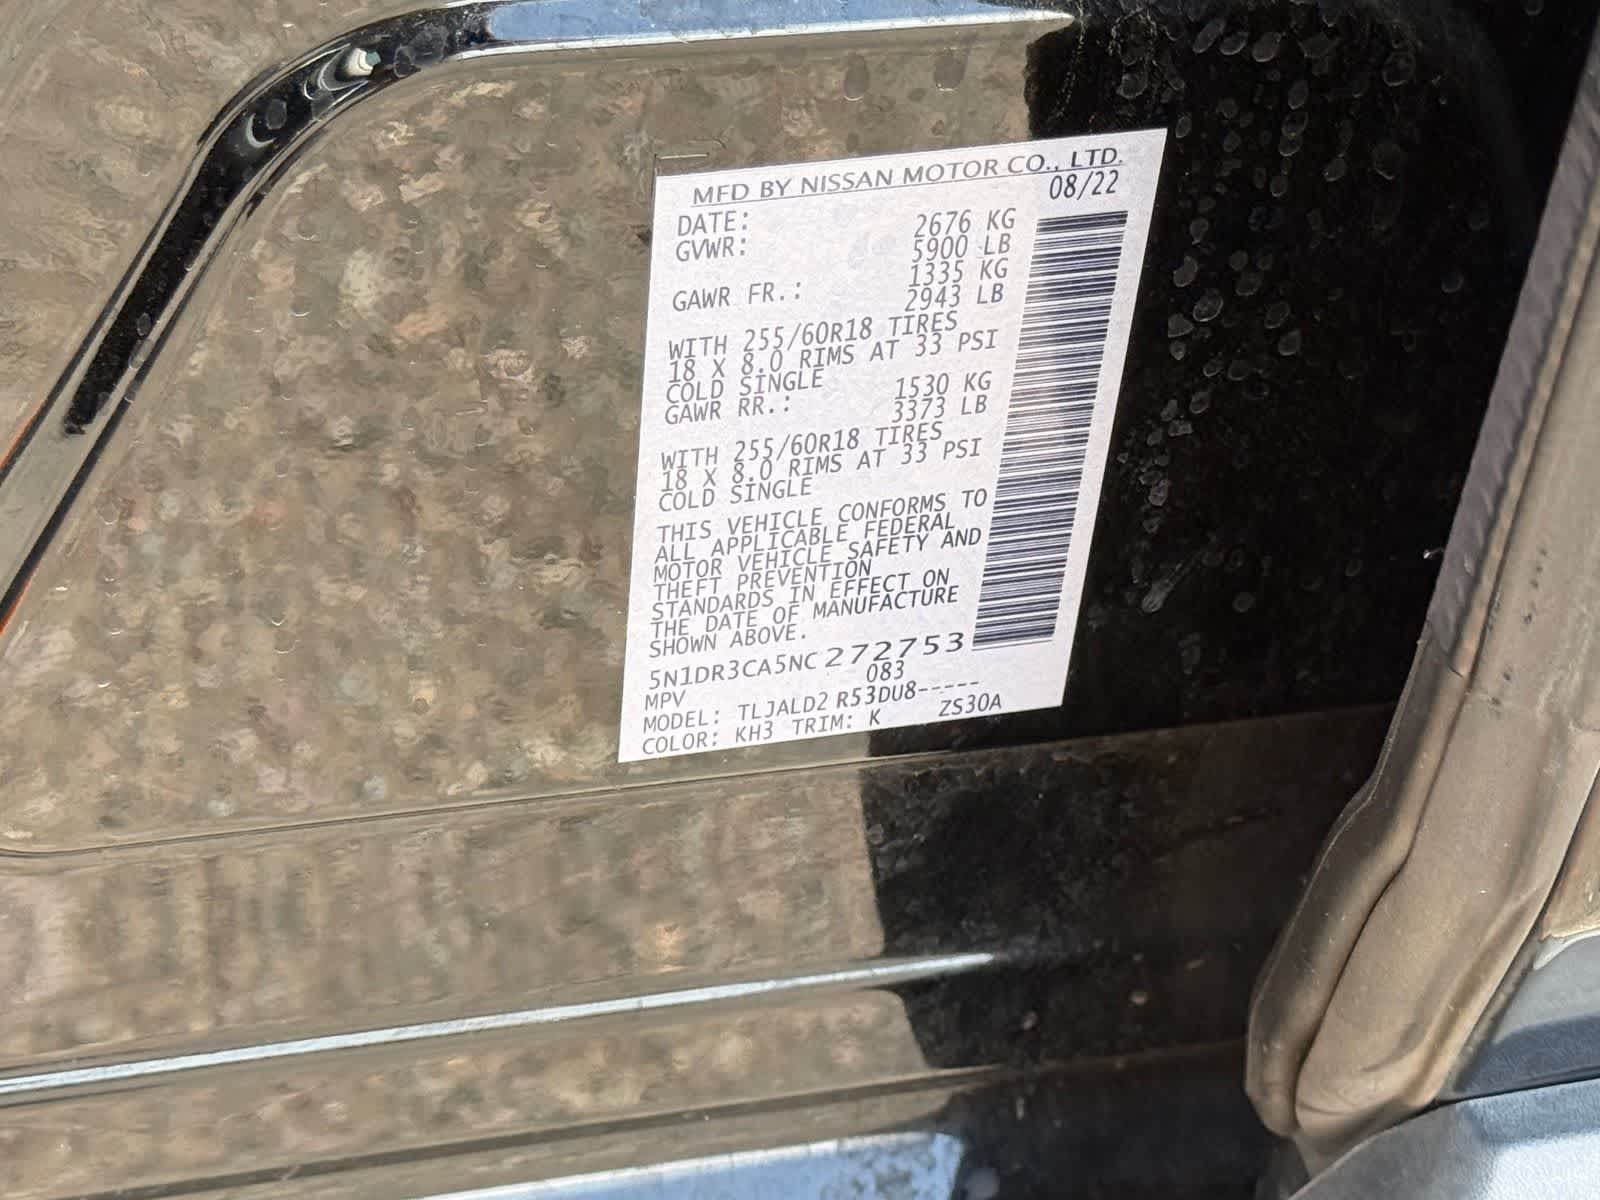 MFD BY NISSAN MOTOR CO., LTD.
DATE: 08/22
GVWR: 2676 KG
5900 LB
GAWR FR.: 1335 KG
2943 LB
WITH 255/60R18 TIRES
18 X 8.0 RIMS AT 33 PSI
COLD SINGLE
GAWR RR.: 1530 KG
3373 LB
WITH 255/60R18 TIRES
18 X 8.0 RIMS AT 33 PSI
COLD SINGLE
THIS VEHICLE CONFORMS TO
ALL APPLICABLE FEDERAL
MOTOR VEHICLE SAFETY AND
THEFT PREVENTION
STANDARDS IN EFFECT ON
THE DATE OF MANUFACTURE
SHOWN ABOVE.
5N1DR3CA5NC272753
MPV 083
MODEL: TLJALD2 R53DU8-----
COLOR: KH3 TRIM: K ZS30A